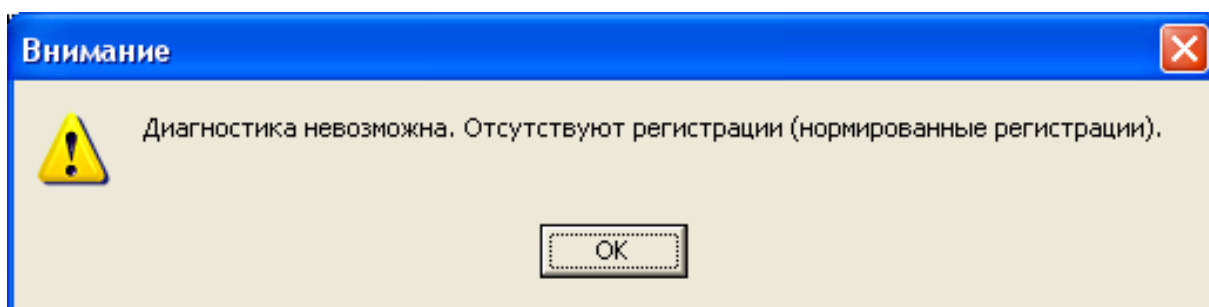 Внимание
Диагностика невозможна. Отсутствуют регистрации (нормированные регистрации).
OK